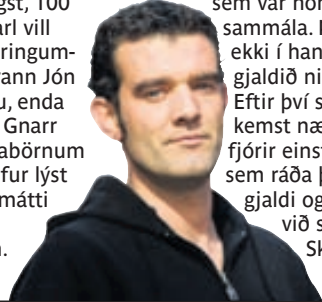 gst, 100
arl vill
ringum-
ann Jón
u, enda
Gnarr
abörnum
fur lýst
mátti
n.
sem var
sammála.
ekki í han
gjaldið ni
Eftir því s
kemst næ
fjórir einst
sem ráða þ
gjaldi og
við s
Sk